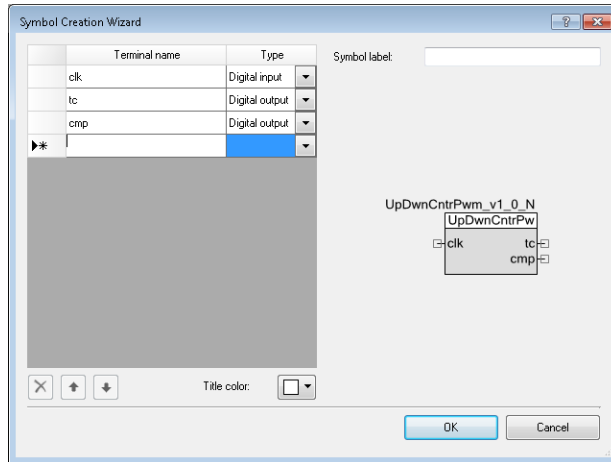 Symbol Creation Wizard
Terminal name Type Symbol label:
clk Digital input
tc Digital output
cmp Digital output
UpDwnCntrPwm_v1_0_N
UpDwnCntrPw
clk tc
cmp
Title color:
OK Cancel